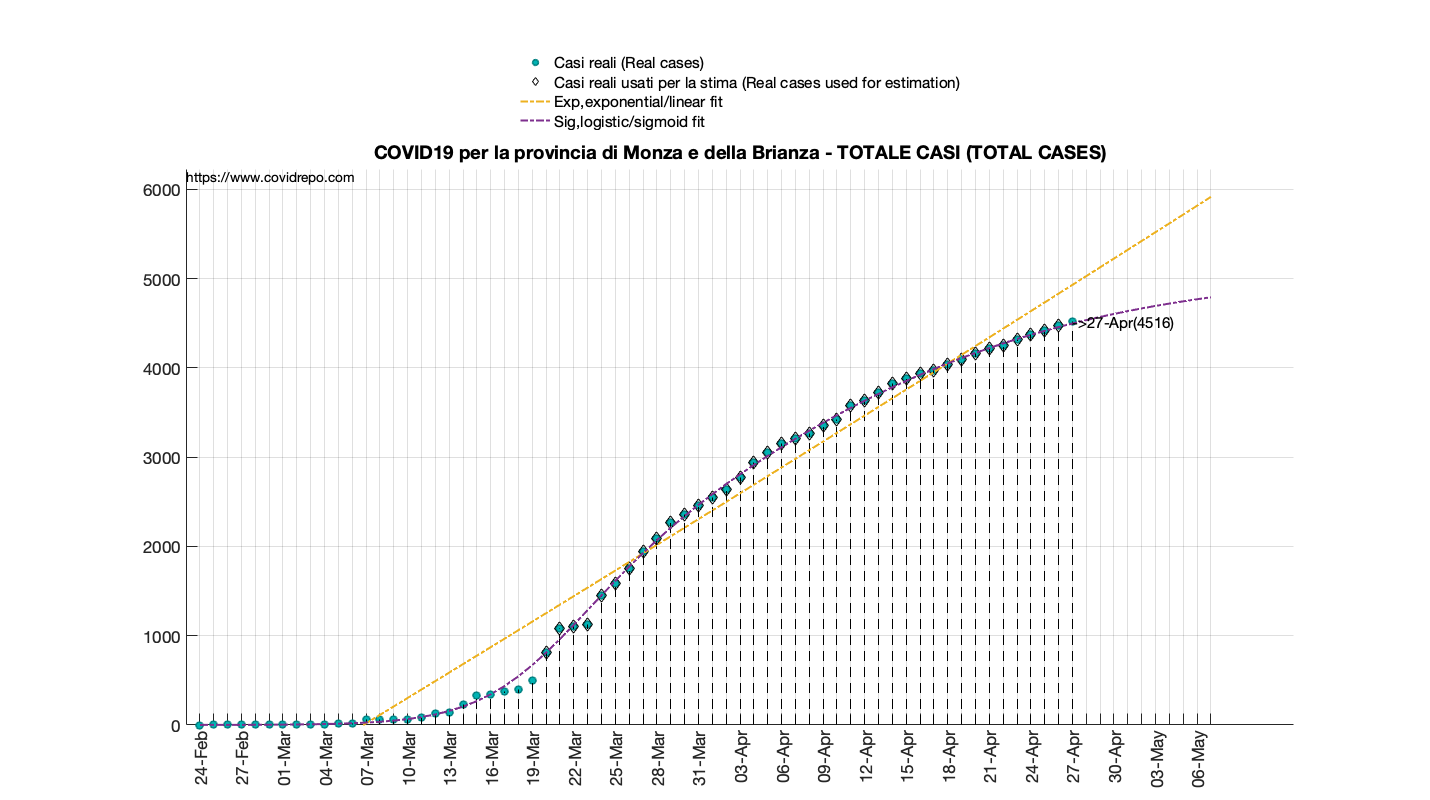 Casi reali (Real cases)
Casi reali usati per la stima (Real cases used for estimation)
Exp,exponential/linear fit
Sig,logistic/sigmoid fit
COVID19 per la provincia di Monza e della Brianza - TOTALE CASI (TOTAL CASES)
https://www.covidrepo.com
6000
5000
>27-Apr(4516)
4000
3000
2000
1000
0
24-Feb
27-Feb
01-Mar
04-Mar
07-Mar
10-Mar
13-Mar
16-Mar
19-Mar
22-Mar
25-Mar
28-Mar
31-Mar
03-Apr
06-Apr
09-Apr
12-Apr
15-Apr
18-Apr
21-Apr
24-Apr
27-Apr
30-Apr
03-May
06-May